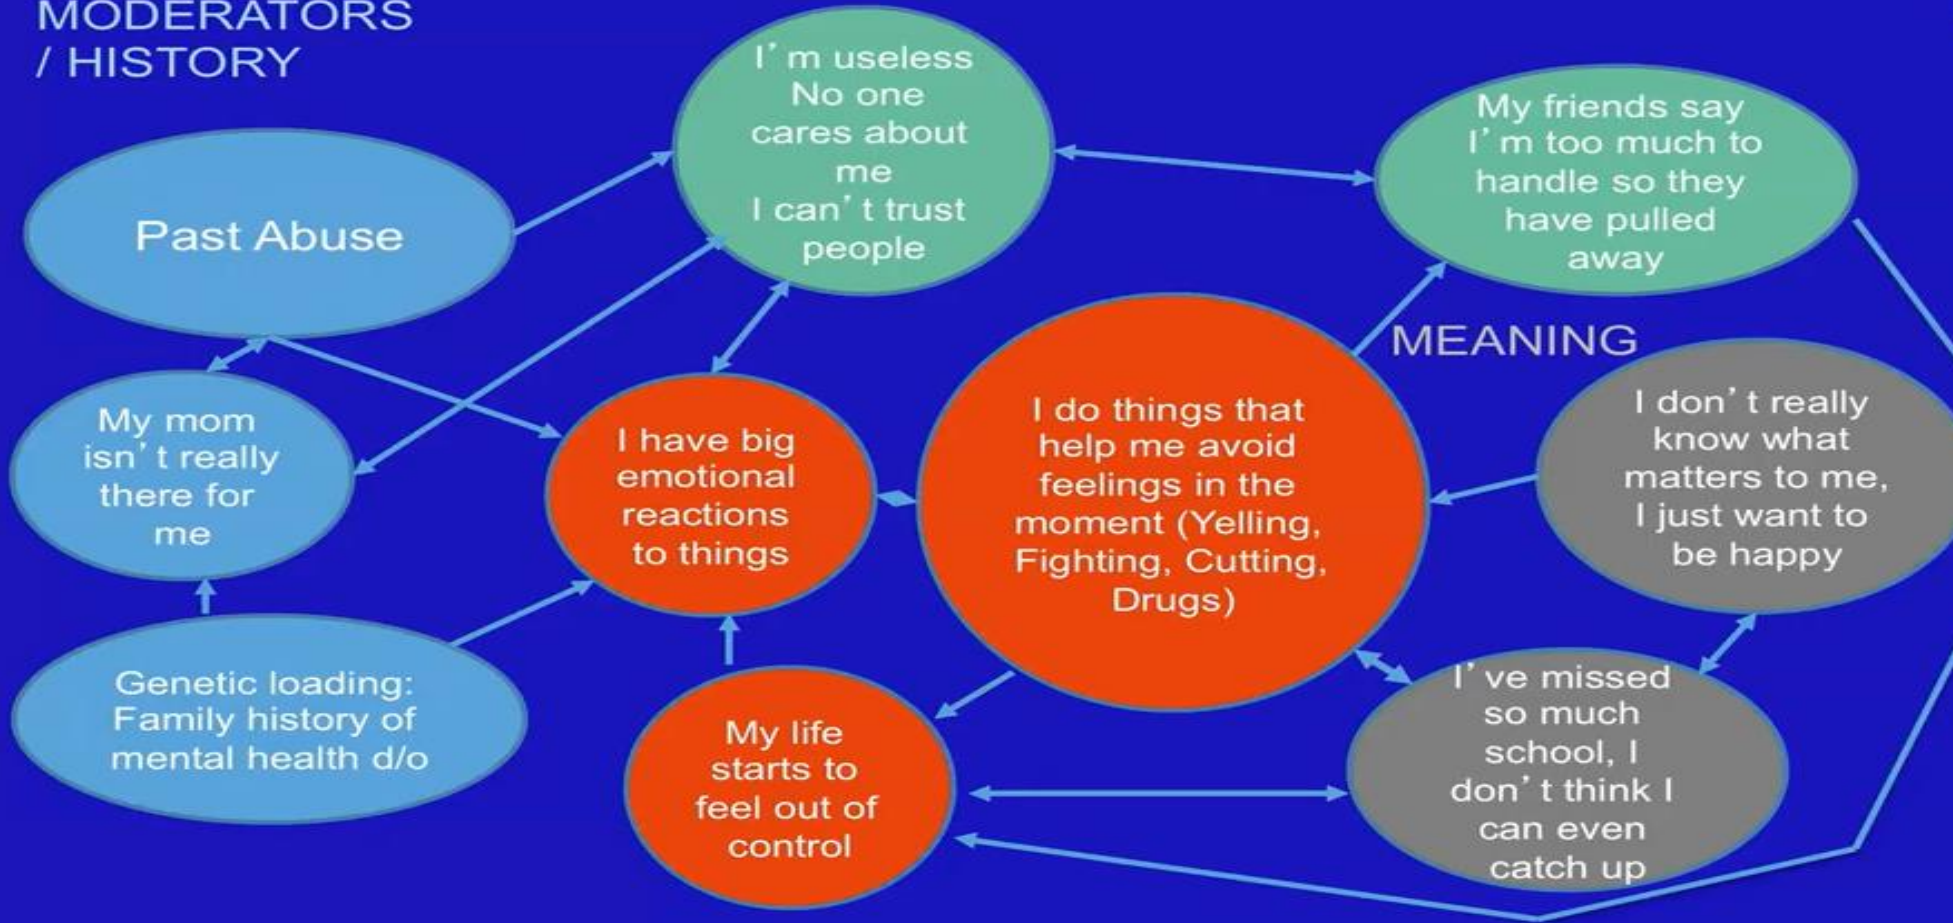 MODERATORS
/ HISTORY
I’m useless
No one
cares about
me
I can’t trust
people
My friends say
I’m too much to
handle so they
have pulled
away
Past Abuse
MEANING
My mom
isn’t really
there for
me
I have big
emotional
reactions
to things
I do things that
help me avoid
feelings in the
moment (Yelling,
Fighting, Cutting,
Drugs)
I don’t really
know what
matters to me,
I just want to
be happy
Genetic loading:
Family history of
mental health d/o
My life
starts to
feel out of
control
I’ve missed
so much
school, I
don’t think I
can even
catch up